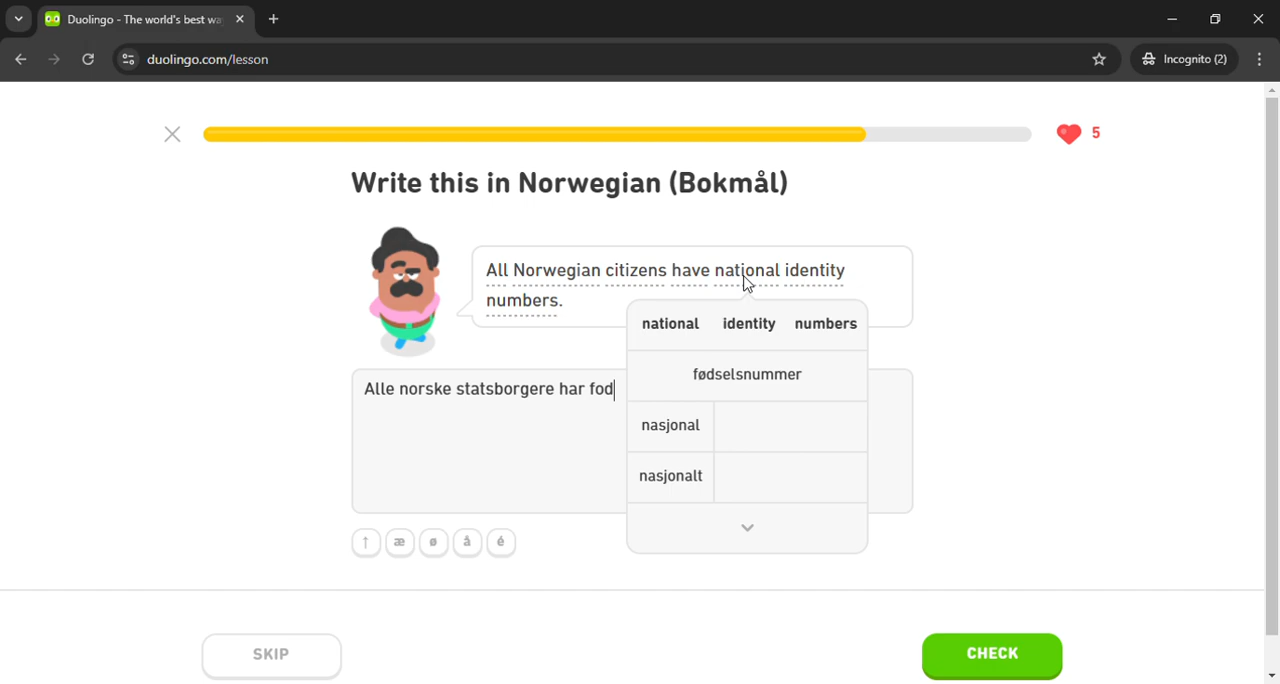 Duolingo - The world's best wa
duolingo.com/lesson
Incognito (2)
5
Write this in Norwegian (Bokmål)
All Norwegian citizens have national identity
numbers.
national identity numbers
fødselsnummer
nasjonal
nasjonalt
Alle norske statsborgere har fod
↑ æ ø å é
SKIP
CHECK